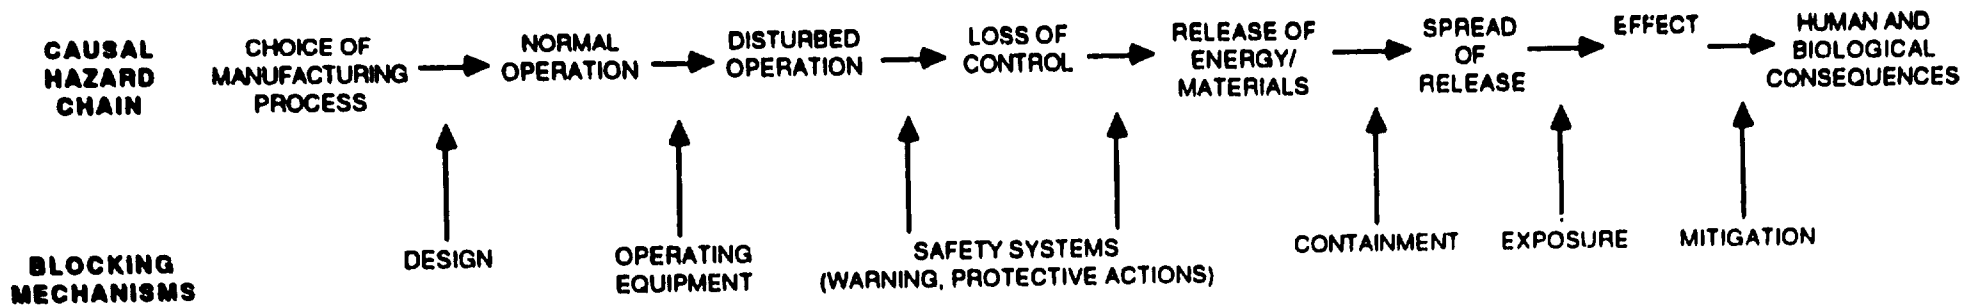 CAUSAL
HAZARD
CHAIN
CHOICE OF
MANUFACTURING
PROCESS
NORMAL
OPERATION
DISTURBED
OPERATION
LOSS OF
CONTROL
RELEASE OF
ENERGY/
MATERIALS
SPREAD
OF
RELEASE
EFFECT
HUMAN AND
BIOLOGICAL
CONSEQUENCES
BLOCKING
MECHANISMS
DESIGN
OPERATING
EQUIPMENT
SAFETY SYSTEMS
(WARNING, PROTECTIVE ACTIONS)
CONTAINMENT
EXPOSURE
MITIGATION